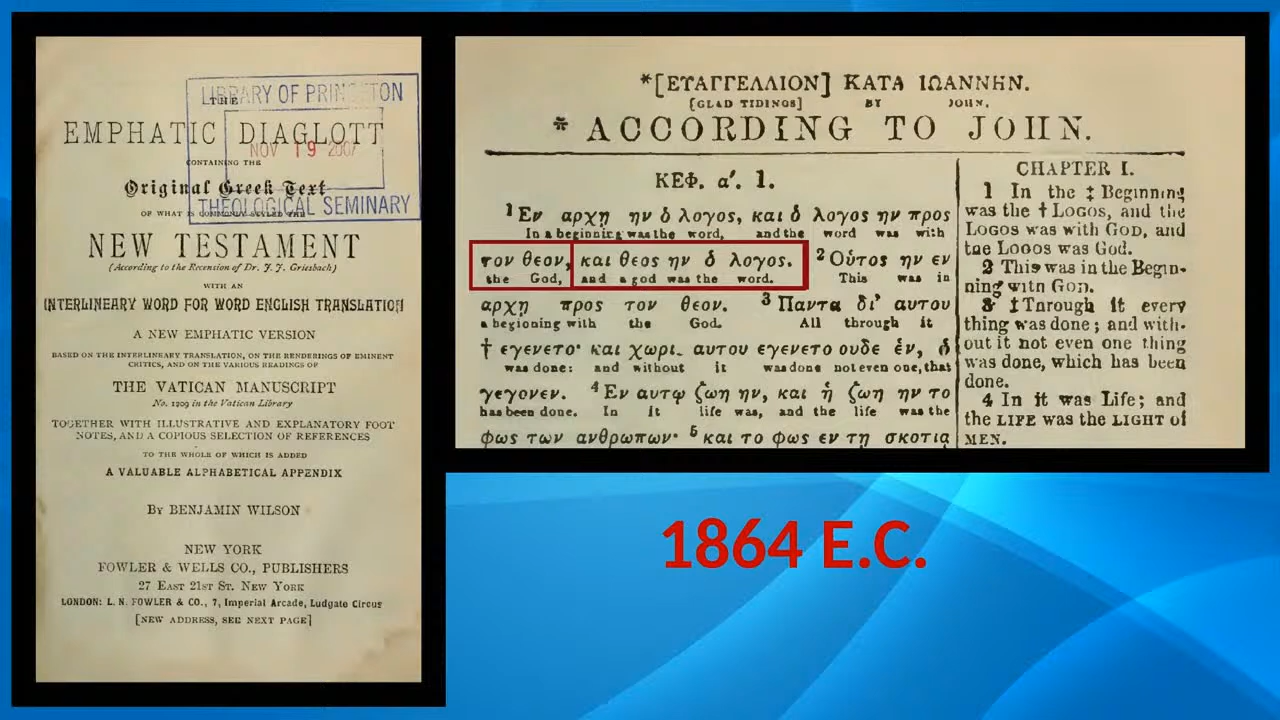 LIBRARY OF PRINCETON
THE
EMPHATIC DIAGLOTT
NOV 19 2007
CONTAINING THE
Original Greek Text
OF WHAT IS COMMONLY STYLED THE
THEOLOGICAL SEMINARY
NEW TESTAMENT
(According to the Recension of Dr. J. J. Griesbach)
WITH AN
INTERLINEARY WORD FOR WORD ENGLISH TRANSLATION
A NEW EMPHATIC VERSION
BASED ON THE INTERLINEARY TRANSLATION, ON THE RENDERINGS OF EMINENT
CRITICS, AND ON THE VARIOUS READINGS OF
THE VATICAN MANUSCRIPT
No. 1209 in the Vatican Library
TOGETHER WITH ILLUSTRATIVE AND EXPLANATORY FOOT
NOTES, AND A COPIOUS SELECTION OF REFERENCES
TO THE WHOLE OF WHICH IS ADDED
A VALUABLE ALPHABETICAL APPENDIX
By BENJAMIN WILSON
NEW YORK
FOWLER & WELLS CO., PUBLISHERS
27 East 21st St. New York
LONDON: L. N. FOWLER & CO., 7, Imperial Arcade, Ludgate Circus
[NEW ADDRESS, SEE NEXT PAGE]
*[ΕΥΑΓΓΕΛΙΟΝ] ΚΑΤΑ ΙΩΑΝΝΗΝ.
[GLAD TIDINGS] BY JOHN.
* ACCORDING TO JOHN.
ΚΕΦ. α′. 1.
1 Εν αρχῃ ην ὁ λογος, και ὁ λογος ην προς
In a beginning was the word, and the word was with
τον θεον, και θεος ην ὁ λογος. 2 Οὑτος ην εν
the God, and a god was the word. This was in
αρχῃ προς τον θεον. 3 Παντα δι’ αυτου
a beginning with the God. All through it
† εγενετο· και χωρις αυτου εγενετο ουδε ἑν, ὁ
was done: and without it was done not even one, that
γεγονεν. 4 Εν αυτῳ ζωη ην, και ἡ ζωη ην το
has been done. In it life was, and the life was the
φως των ανθρωπων· 5 και το φως εν τῃ σκοτιᾳ
CHAPTER I.
1 In the ‡ Beginning
was the † LOGOS, and the
LOGOS was with GOD, and
the LOGOS was God.
2 This was in the Begin-
ning with GOD.
3 ‡ Through it every
thing was done; and with-
out it not even one thing
was done, which has been
done.
4 In it was Life; and
the LIFE was the LIGHT of
MEN.
1864 E.C.